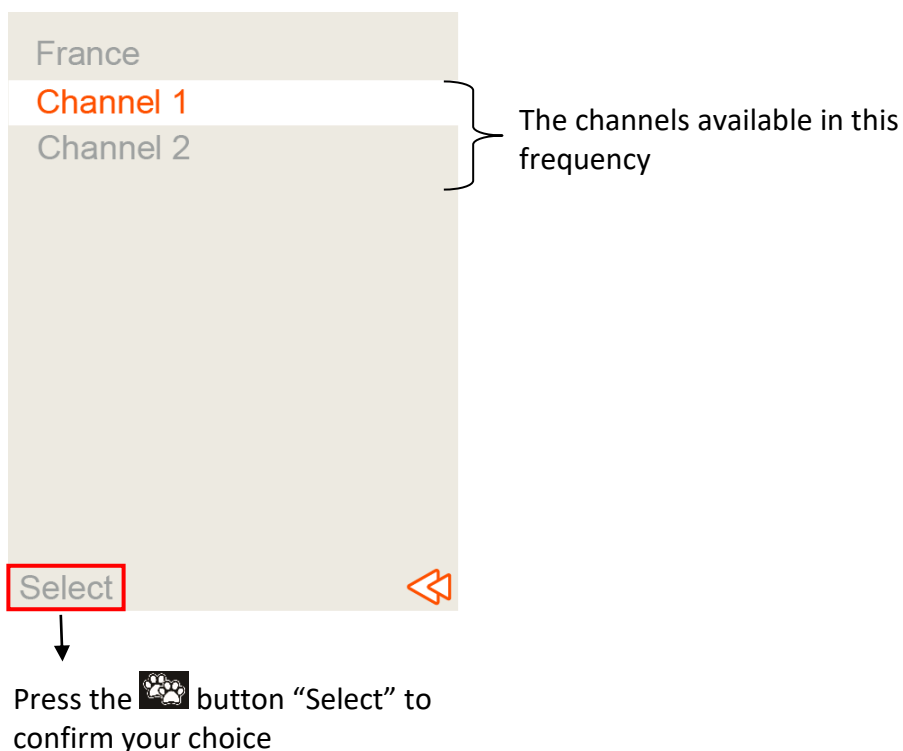 France
Channel 1
Channel 2
The channels available in this
frequency
Select
Press the button “Select” to
confirm your choice